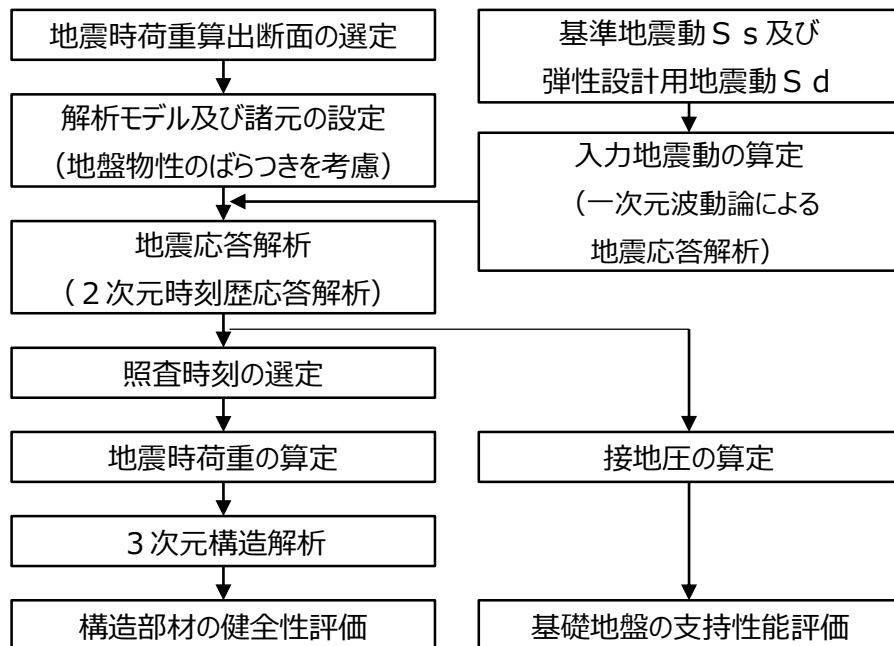 地震時荷重算出断面の選定
基準地震動Ｓｓ及び
弾性設計用地震動Ｓｄ
解析モデル及び諸元の設定
（地盤物性のばらつきを考慮）
入力地震動の算定
（一次元波動論による
地震応答解析）
地震応答解析
（２次元時刻歴応答解析）
照査時刻の選定
地震時荷重の算定
接地圧の算定
３次元構造解析
構造部材の健全性評価
基礎地盤の支持性能評価